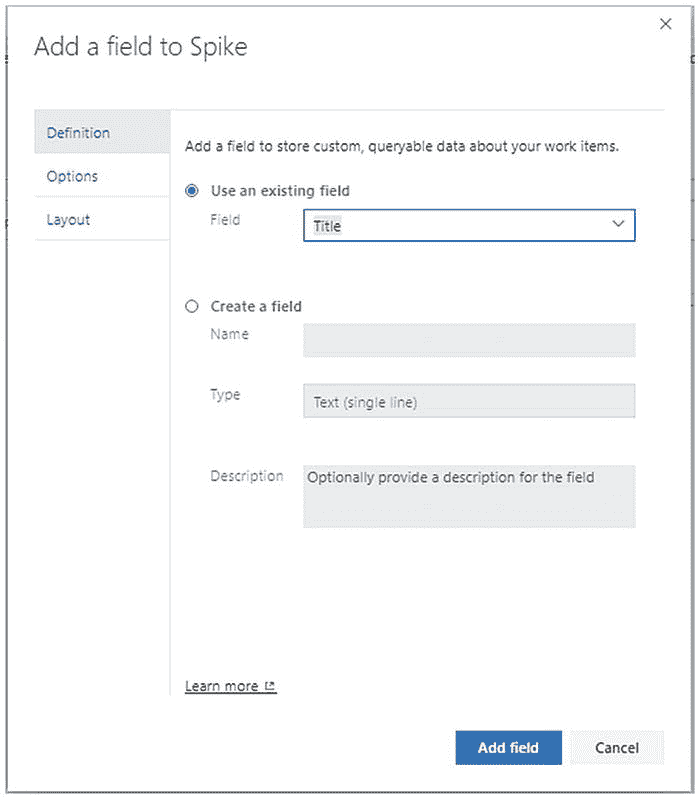 Add a field to Spike
Definition
Options
Layout
Add a field to store custom, queryable data about your work items.
Use an existing field
Field
Title
Create a field
Name
Type
Text (single line)
Description
Optionally provide a description for the field
Learn more
Add field
Cancel